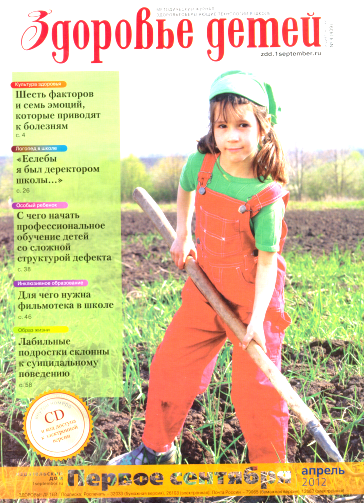 Здоровье детей
zdd.1september.ru
Культура здоровья
Шесть факторов
и семь эмоций,
которые приводят
к болезням
с. 4
Логопед в школе
«Еслебы
я был деректором
школы...»
с. 26
Особый ребенок
С чего начать
профессиональное
обучение детей
со сложной
структурой дефекта
с. 38
Инклюзивное образование
Для чего нужна
фильмотека в школе
с. 46
Образ жизни
Лабильные
подростки склонны
к суицидальному
поведению
с. 58
CD
Первое сентября
апрель
2012